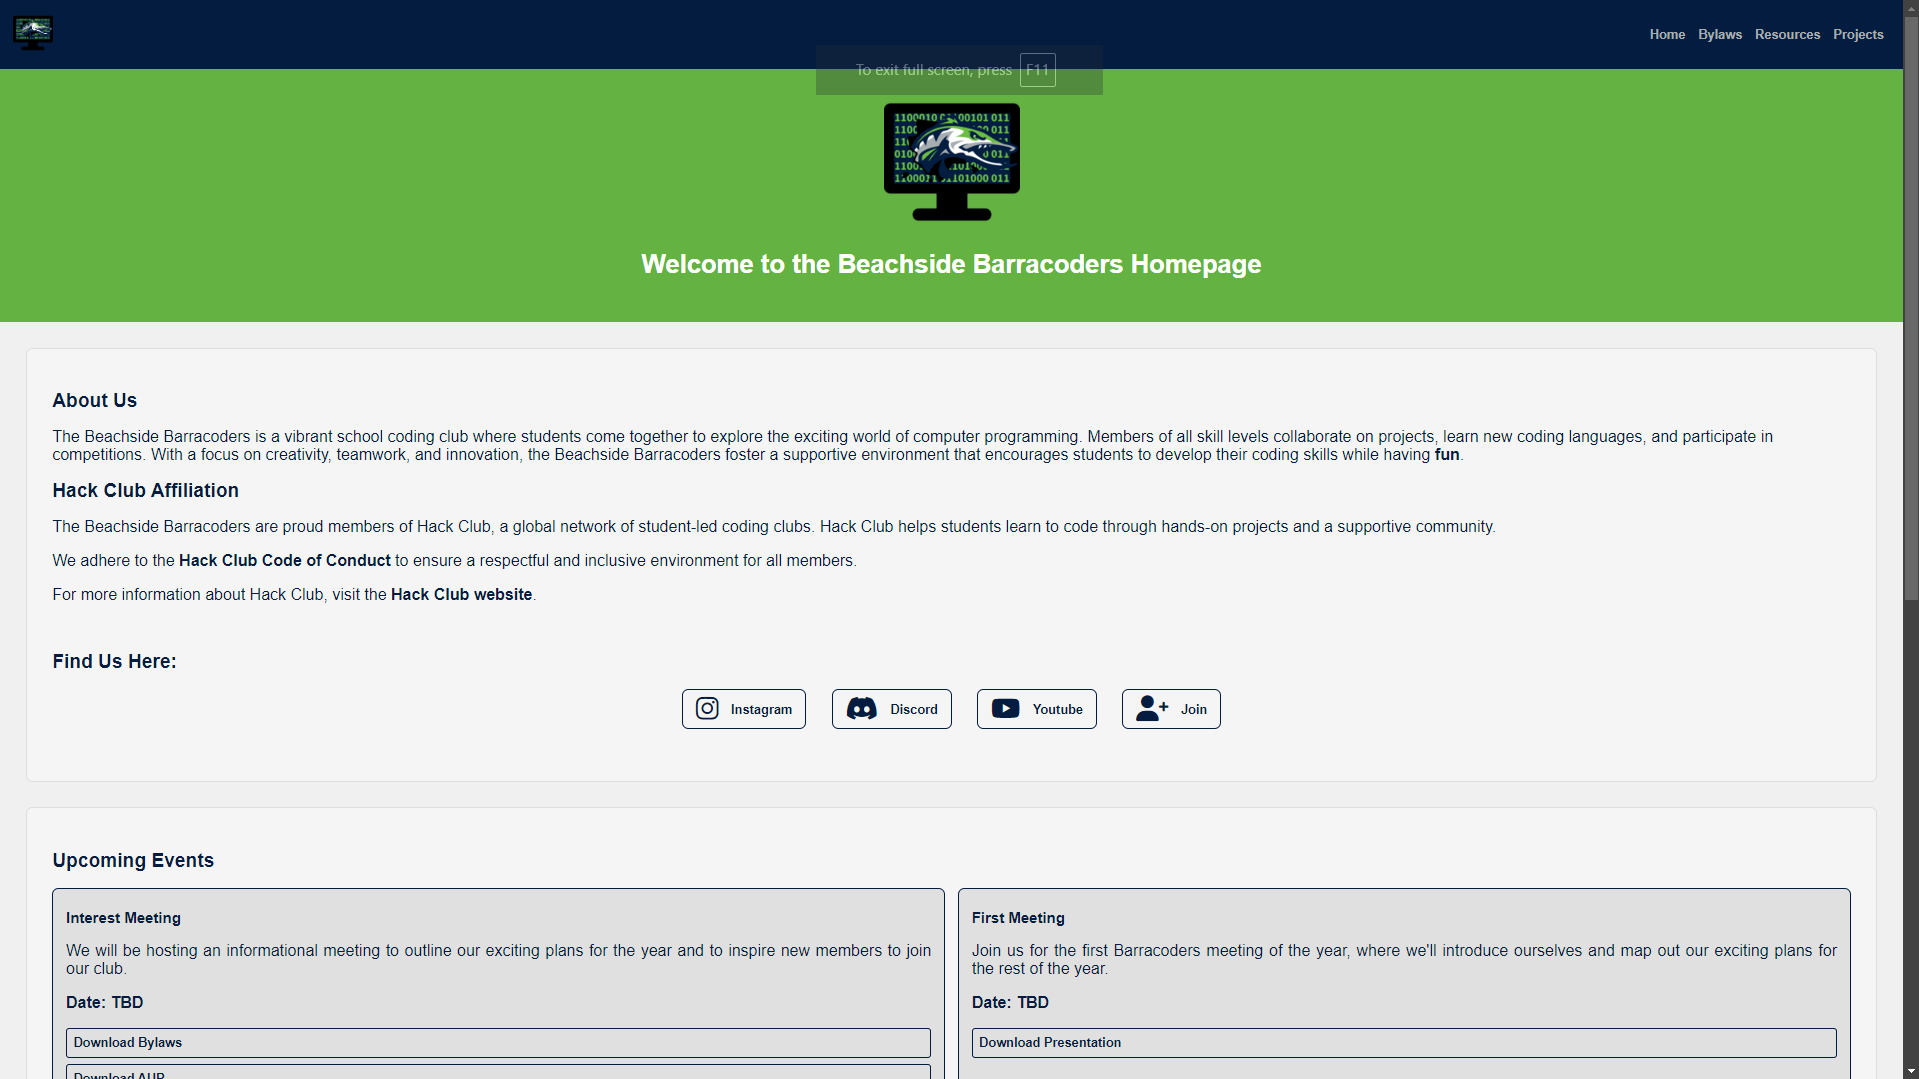 Home Bylaws Resources Projects
To exit full screen, press F11
Welcome to the Beachside Barracoders Homepage
About Us
The Beachside Barracoders is a vibrant school coding club where students come together to explore the exciting world of computer programming. Members of all skill levels collaborate on projects, learn new coding languages, and participate in
competitions. With a focus on creativity, teamwork, and innovation, the Beachside Barracoders foster a supportive environment that encourages students to develop their coding skills while having fun.
Hack Club Affiliation
The Beachside Barracoders are proud members of Hack Club, a global network of student-led coding clubs. Hack Club helps students learn to code through hands-on projects and a supportive community.
We adhere to the Hack Club Code of Conduct to ensure a respectful and inclusive environment for all members.
For more information about Hack Club, visit the Hack Club website.
Find Us Here:
Instagram Discord Youtube Join
Upcoming Events
Interest Meeting
We will be hosting an informational meeting to outline our exciting plans for the year and to inspire new members to join
our club.
Date: TBD
Download Bylaws
Download AUP
First Meeting
Join us for the first Barracoders meeting of the year, where we'll introduce ourselves and map out our exciting plans for
the rest of the year.
Date: TBD
Download Presentation